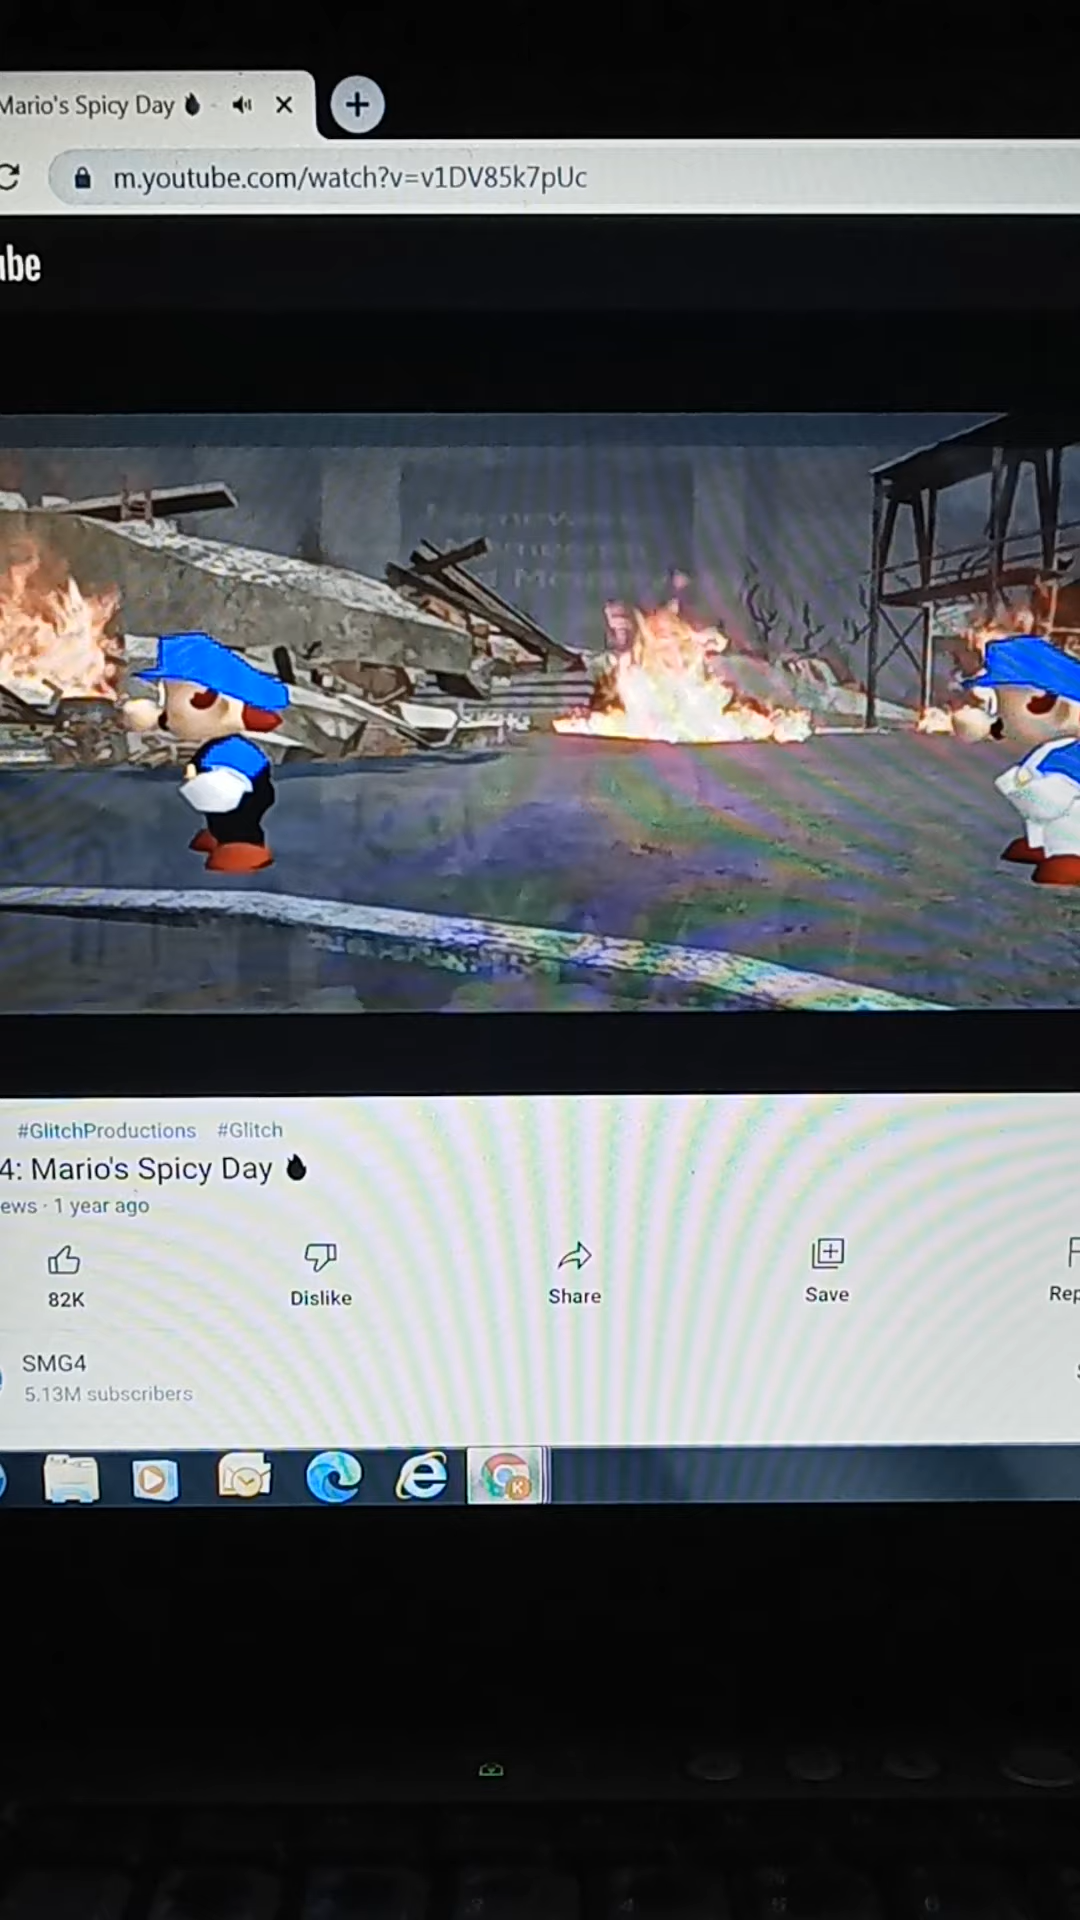 Mario's Spicy Day
m.youtube.com/watch?v=v1DV85k7pUc
ube
#GlitchProductions #Glitch
4: Mario's Spicy Day
ews · 1 year ago
82K
Dislike
Share
Save
Rep
SMG4
5.13M subscribers